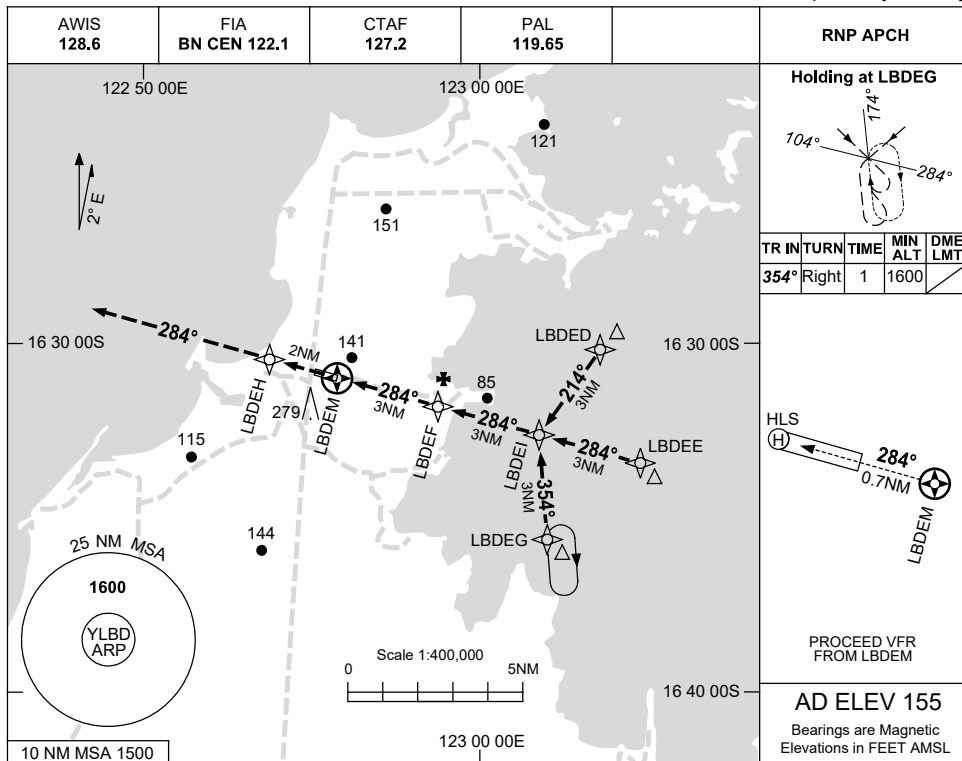 AWIS
128.6
FIA
BN CEN 122.1
CTAF
127.2
PAL
119.65
RNP APCH
122 50 00E
123 00 00E
2° E
121
151
16 30 00S
16 30 00S
284°
2NM
141
LBDEH
279
LBDEM
284°
3NM
LBDEF
85
284°
3NM
LBDEI
LBDED
214°
3NM
284°
3NM
LBDEE
354°
3NM
LBDEG
115
144
25 NM MSA
1600
YLBD
ARP
10 NM MSA 1500
Scale 1:400,000
0
5NM
16 40 00S
123 00 00E
Holding at LBDEG
174°
104°
284°
TR IN
TURN
TIME
MIN
ALT
DME
LMT
354°
Right
1
1600
HLS
H
284°
0.7NM
LBDEM
PROCEED VFR
FROM LBDEM
AD ELEV 155
Bearings are Magnetic
Elevations in FEET AMSL